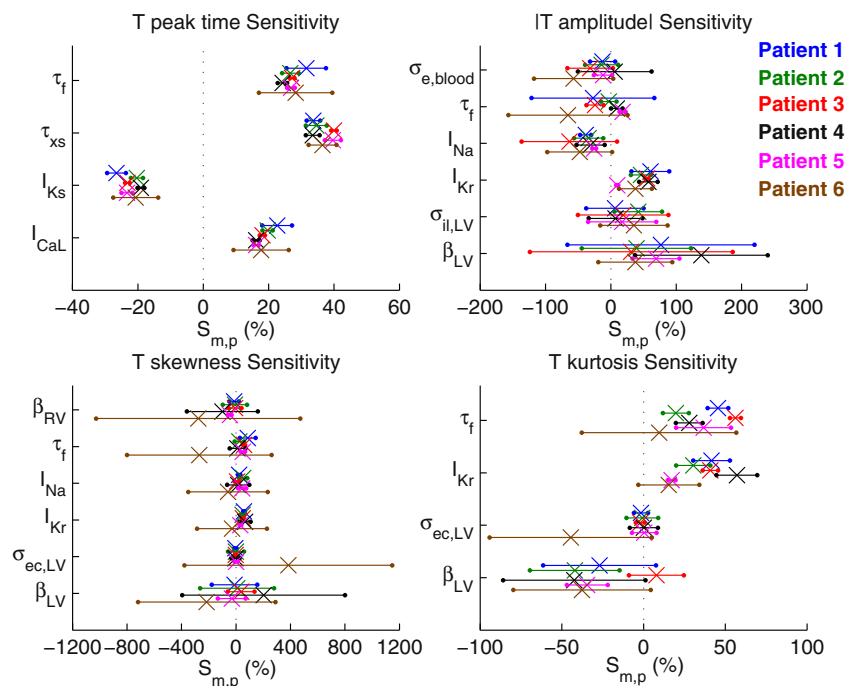 T peak time Sensitivity
τf
τxs
IKs
ICaL
−40 −20 0 20 40 60
Sm,p (%)
|T amplitude| Sensitivity
σe,blood
τf
INa
IKr
σil,LV
βLV
−200 −100 0 100 200 300
Sm,p (%)
Patient 1
Patient 2
Patient 3
Patient 4
Patient 5
Patient 6
T skewness Sensitivity
βRV
τf
INa
IKr
σec,LV
βLV
−1200 −800 −400 0 400 800 1200
Sm,p (%)
T kurtosis Sensitivity
τf
IKr
σec,LV
βLV
−100 −50 0 50 100
Sm,p (%)